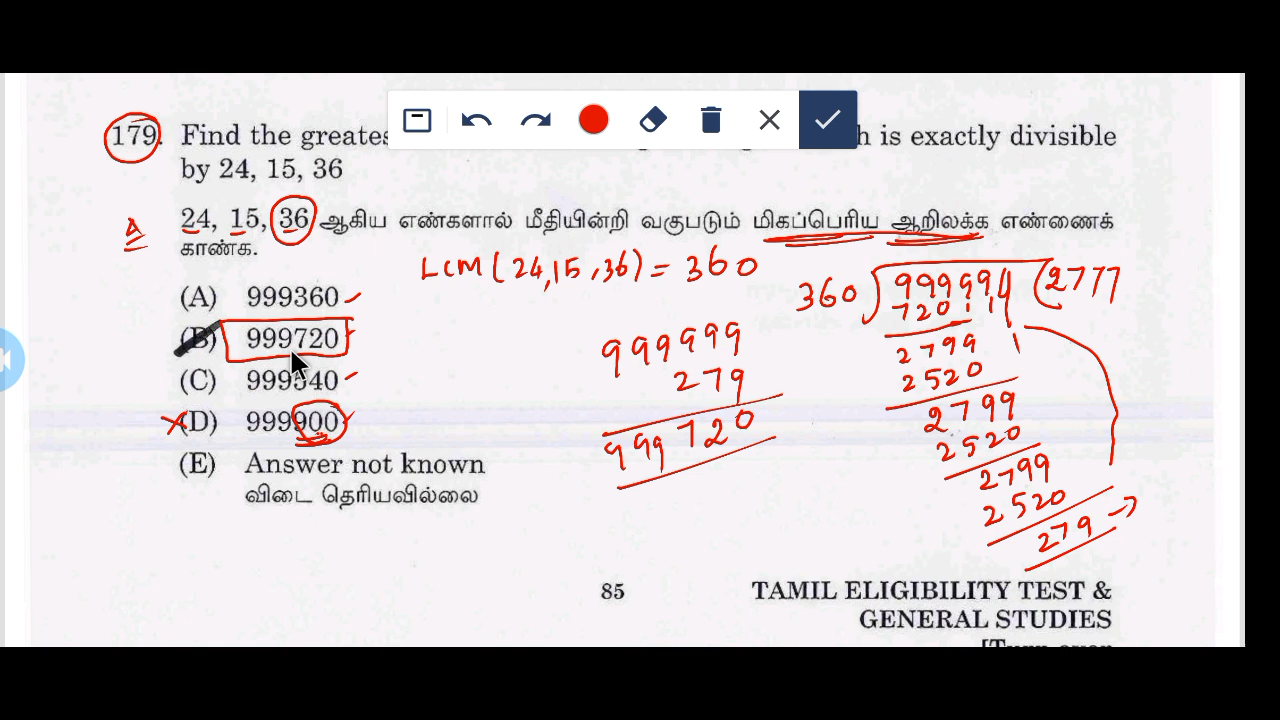 179. Find the greates h is exactly divisible
by 24, 15, 36
24, 15, 36 ஆகிய எண்களால் மீதியின்றி வகுபடும் மிகப்பெரிய ஆறிலக்க எண்ணைக்
காண்க.
LCM (24,15,36) = 360
(A) 999360
(B) 999720
(C) 999540
(D) 999900
(E) Answer not known
விடை தெரியவில்லை
999999
279
999720
360 2777
720
2799
2520
2799
2520
2799
2520
279
85 TAMIL ELIGIBILITY TEST &
GENERAL STUDIES